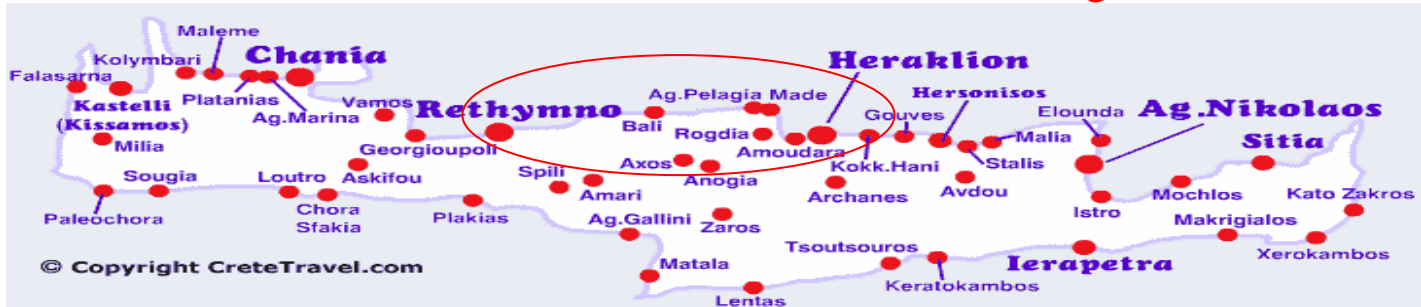 Maleme
Kolymbari
Chania
Falasarna
Kastelli
(Kissamos)
Platanias
Ag.Marina
Vamos
Rethymno
Georgioupoli
Milia
Bali
Ag.Pelagia Made
Heraklion
Rogdia
Amoudara
Gouves
Hersonisos
Kokk.Hani
Stalis
Malia
Elounda
Ag.Nikolaos
Sitia
Axos
Anogia
Archanes
Avdou
Spili
Amari
Askifou
Sougia
Loutro
Paleochora
Chora
Sfakia
Plakias
Ag.Gallini
Zaros
Istro
Mochlos
Kato Zakros
Makrigialos
Xerokambos
Tsoutsouros
Ierapetra
Keratokambos
Matala
Lentas
© Copyright CreteTravel.com